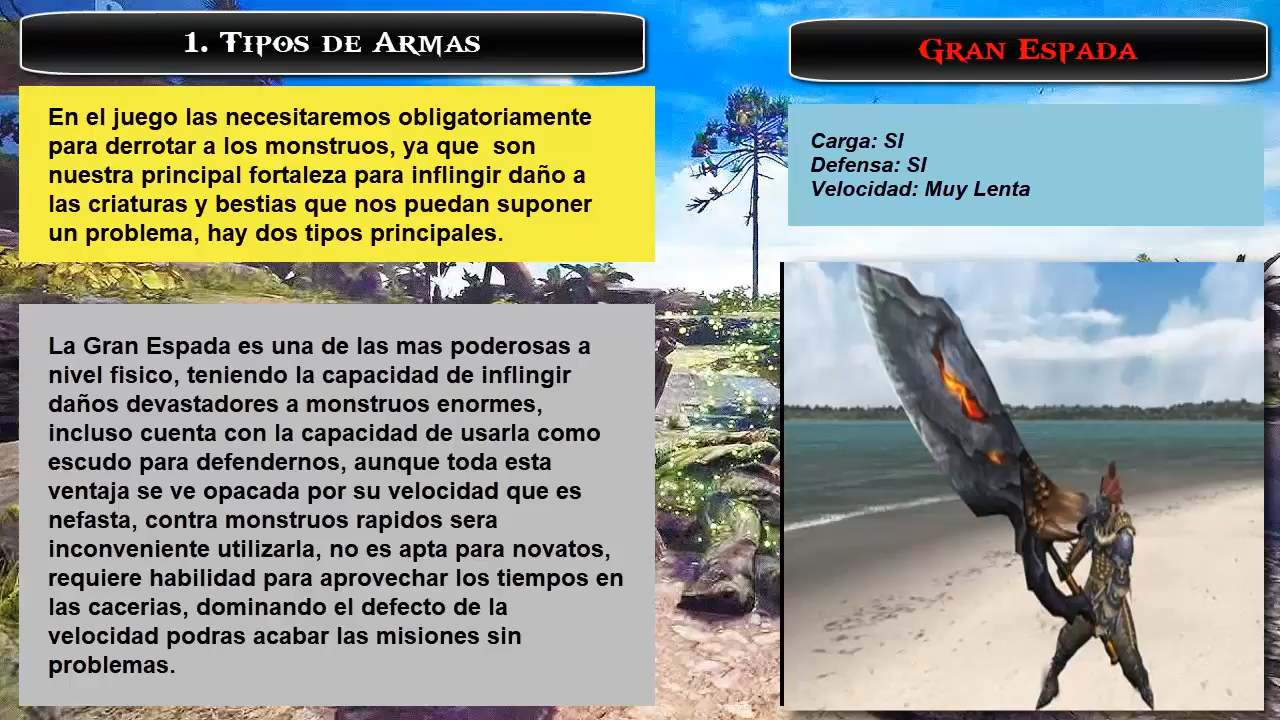 1. Tipos de Armas
En el juego las necesitaremos obligatoriamente
para derrotar a los monstruos, ya que  son
nuestra principal fortaleza para inflingir daño a
las criaturas y bestias que nos puedan suponer
un problema, hay dos tipos principales.
La Gran Espada es una de las mas poderosas a
nivel fisico, teniendo la capacidad de inflingir
daños devastadores a monstruos enormes,
incluso cuenta con la capacidad de usarla como
escudo para defendernos, aunque toda esta
ventaja se ve opacada por su velocidad que es
nefasta, contra monstruos rapidos sera
inconveniente utilizarla, no es apta para novatos,
requiere habilidad para aprovechar los tiempos en
las cacerias, dominando el defecto de la
velocidad podras acabar las misiones sin
problemas.
Gran Espada
Carga: SI
Defensa: SI
Velocidad: Muy Lenta